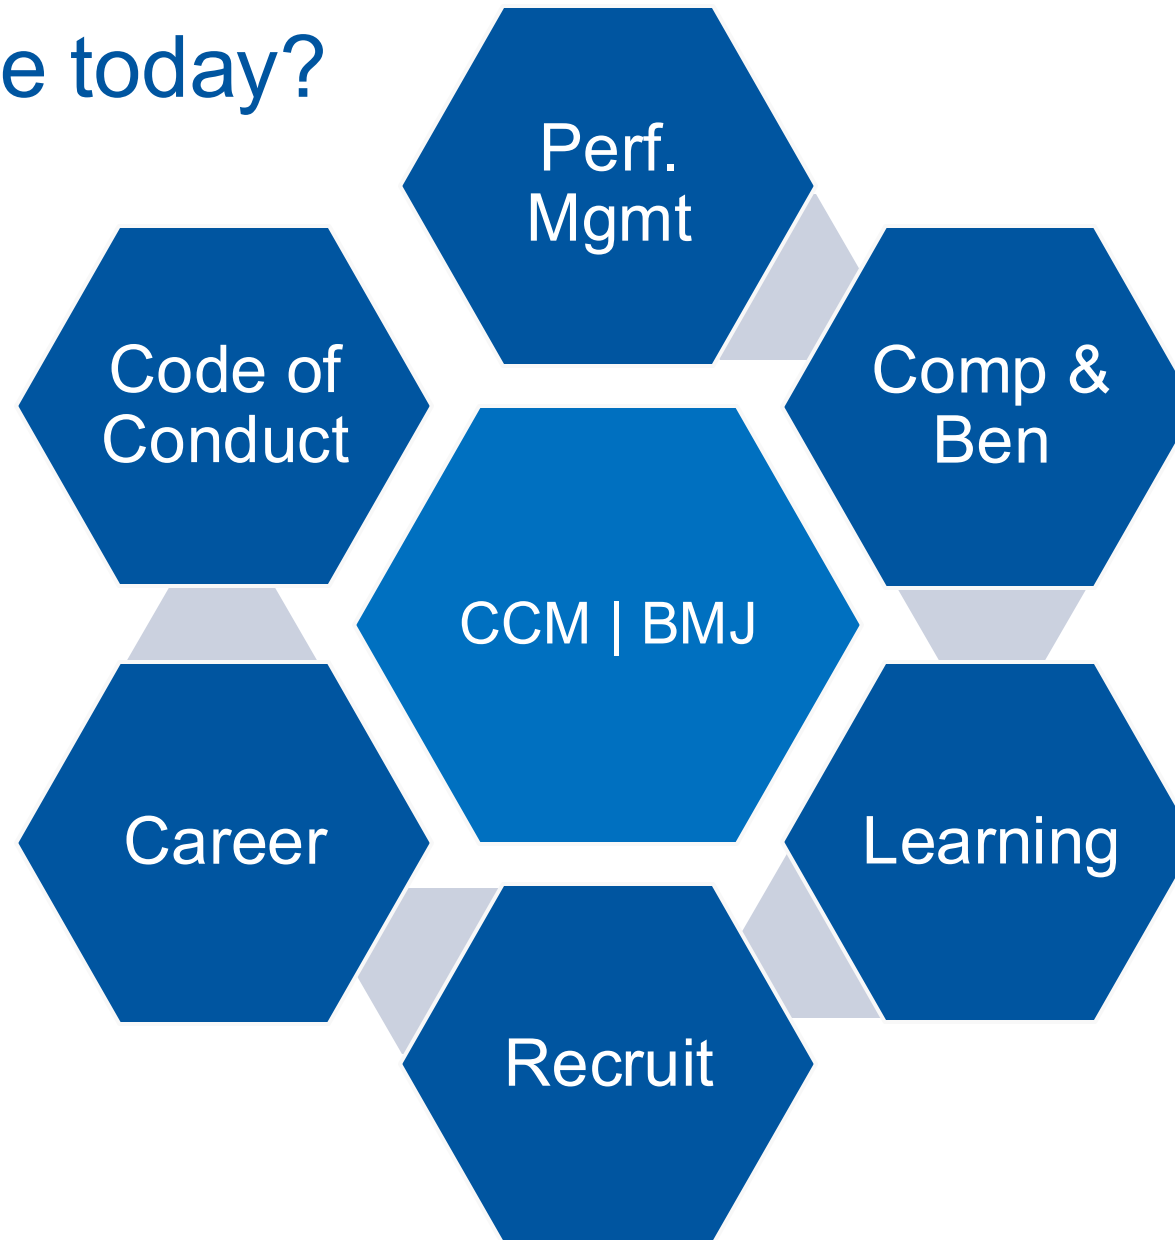 e today?
Perf.
Mgmt
Comp &
Ben
Code of
Conduct
CCM | BMJ
Career
Learning
Recruit